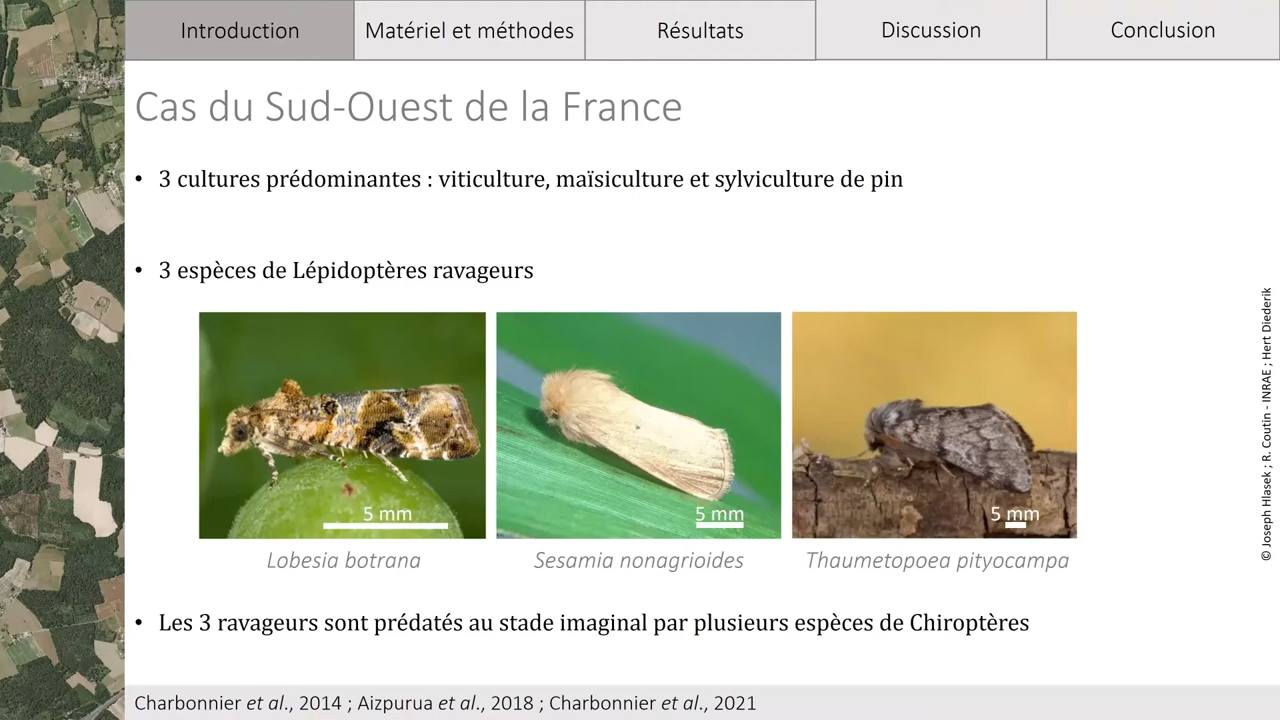 Introduction
Matériel et méthodes
Résultats
Discussion
Conclusion
Cas du Sud-Ouest de la France
• 3 cultures prédominantes : viticulture, maïsiculture et sylviculture de pin
• 3 espèces de Lépidoptères ravageurs
5 mm
5 mm
5 mm
Lobesia botrana
Sesamia nonagrioides
Thaumetopoea pityocampa
© Joseph Hlasek ; R. Coutin - INRAE ; Hert Diederik
• Les 3 ravageurs sont prédatés au stade imaginal par plusieurs espèces de Chiroptères
Charbonnier et al., 2014 ; Aizpurua et al., 2018 ; Charbonnier et al., 2021